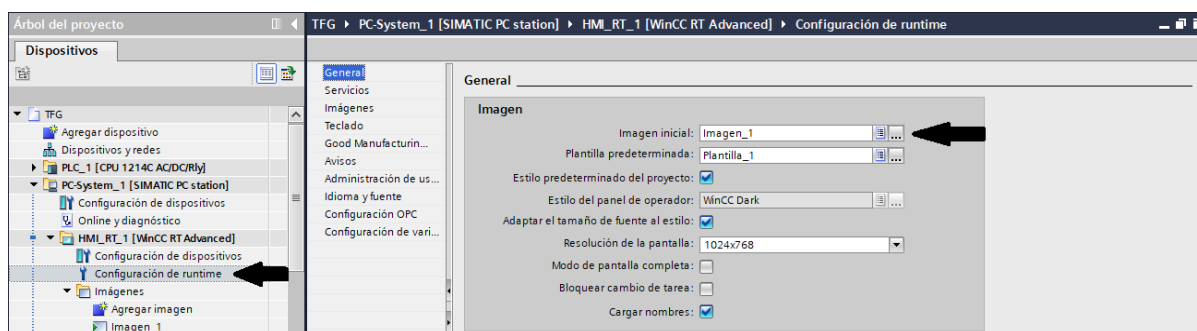 Árbol del proyecto
TFG ▸ PC-System_1 [SIMATIC PC station] ▸ HMI_RT_1 [WinCC RT Advanced] ▸ Configuración de runtime
Dispositivos
TFG
Agregar dispositivo
Dispositivos y redes
PLC_1 [CPU 1214C AC/DC/Rly]
PC-System_1 [SIMATIC PC station]
Configuración de dispositivos
Online y diagnóstico
HMI_RT_1 [WinCC RT Advanced]
Configuración de dispositivos
Configuración de runtime
Imágenes
Agregar imagen
Imagen_1
General
Servicios
Imágenes
Teclado
Good Manufacturin...
Avisos
Administración de us...
Idioma y fuente
Configuración OPC
Configuración de vari...
General
Imagen
Imagen inicial: Imagen_1
Plantilla predeterminada: Plantilla_1
Estilo predeterminado del proyecto:
Estilo del panel de operador: WinCC Dark
Adaptar el tamaño de fuente al estilo:
Resolución de la pantalla: 1024x768
Modo de pantalla completa:
Bloquear cambio de tarea:
Cargar nombres: